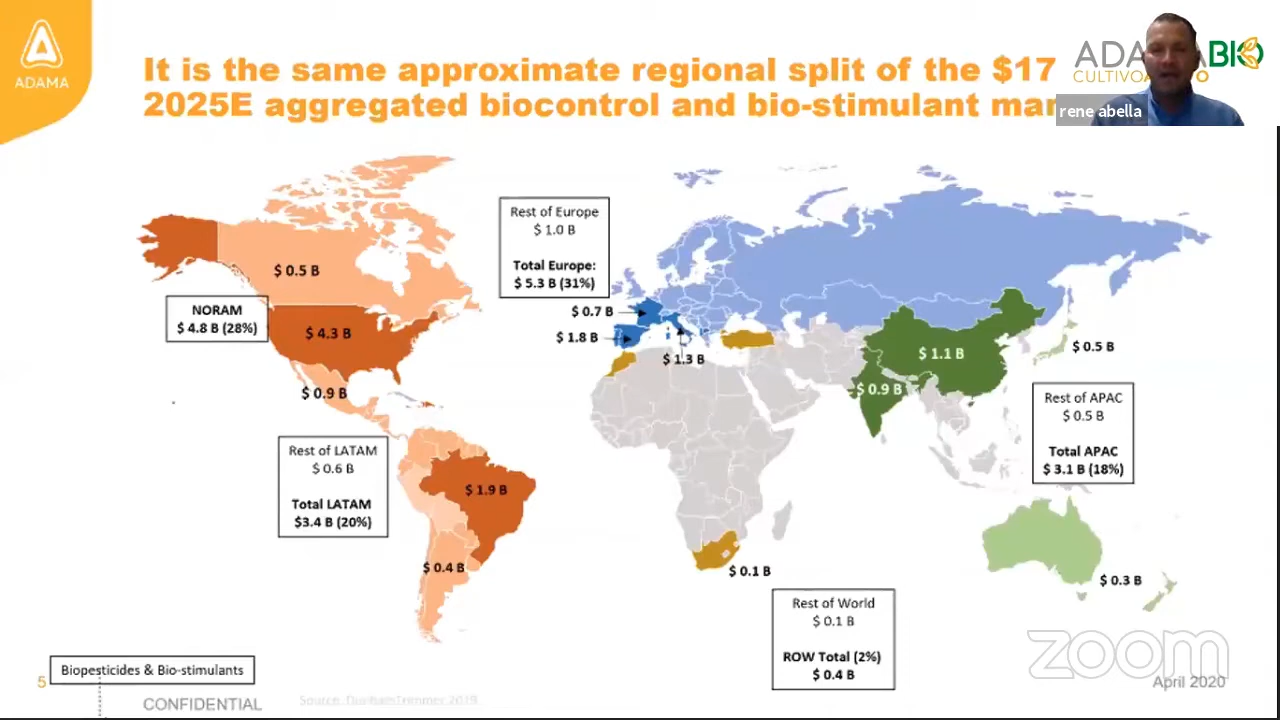 ADAMA
It is the same approximate regional split of the $17
2025E aggregated biocontrol and bio-stimulant
rene abella
Rest of Europe
$ 1.0 B
Total Europe:
$ 5.3 B (31%)
$ 0.5 B
NORAM
$ 4.8 B (28%)
$ 4.3 B
$ 0.7 B
$ 1.8 B
$ 1.3 B
$ 0.9 B
$ 1.1 B
$ 0.9 B
$ 0.5 B
Rest of APAC
$ 0.5 B
Total APAC
$ 3.1 B (18%)
Rest of LATAM
$ 0.6 B
Total LATAM
$3.4 B (20%)
$ 1.9 B
$ 0.4 B
$ 0.1 B
$ 0.3 B
Rest of World
$ 0.1 B
ROW Total (2%)
$ 0.4 B
Biopesticides & Bio-stimulants
5
CONFIDENTIAL
Source: DunhamTrimmer 2019
zoom
April 2020